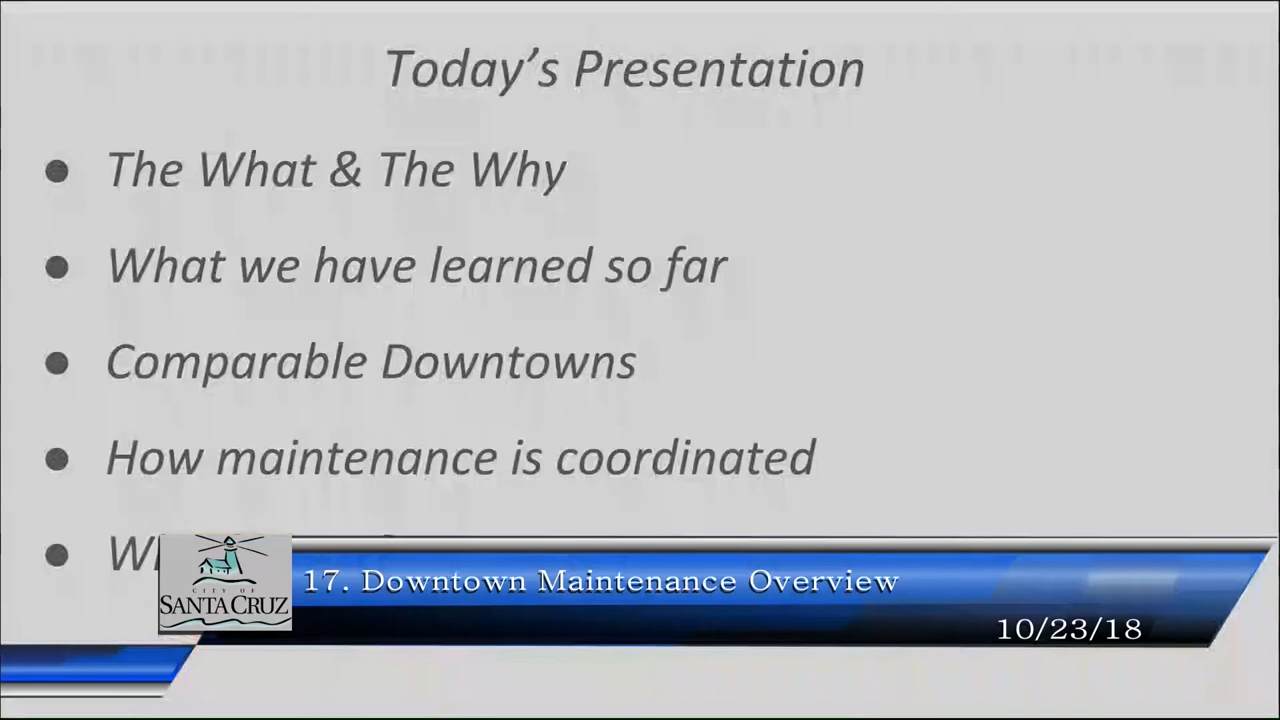 Today's Presentation
● The What & The Why
● What we have learned so far
● Comparable Downtowns
● How maintenance is coordinated
●
17. Downtown Maintenance Overview
CITY OF
SANTA CRUZ
10/23/18